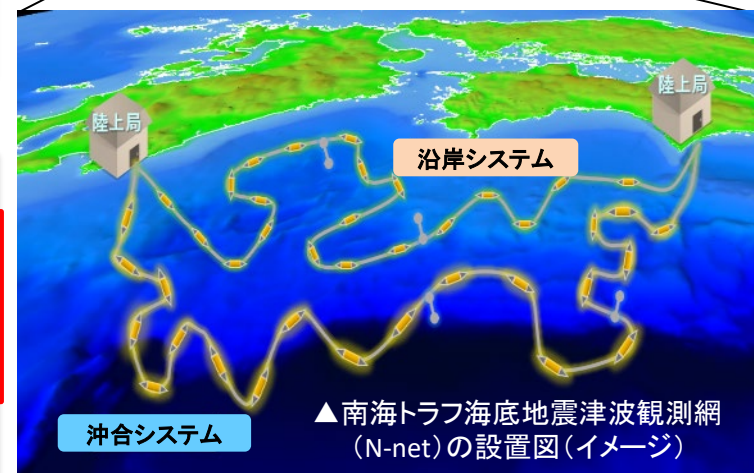 陸上局
陸上局
沿岸システム
沖合システム
▲南海トラフ海底地震津波観測網
（N-net）の設置図（イメージ）